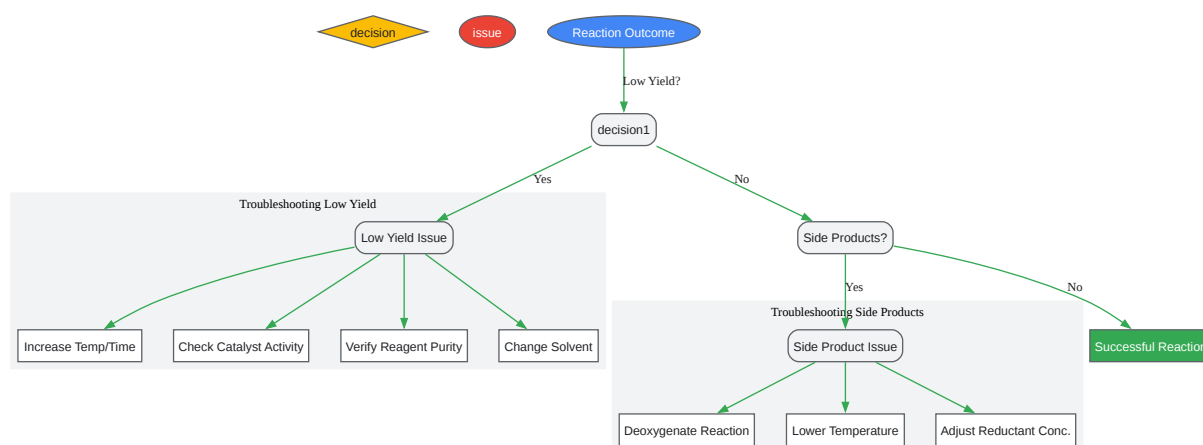 decision
issue
Reaction Outcome
Low Yield?
decision1
Yes
No
Troubleshooting Low Yield
Low Yield Issue
Side Products?
Yes
No
Troubleshooting Side Products
Increase Temp/Time
Check Catalyst Activity
Verify Reagent Purity
Change Solvent
Side Product Issue
Successful Reaction
Deoxygenate Reaction
Lower Temperature
Adjust Reductant Conc.